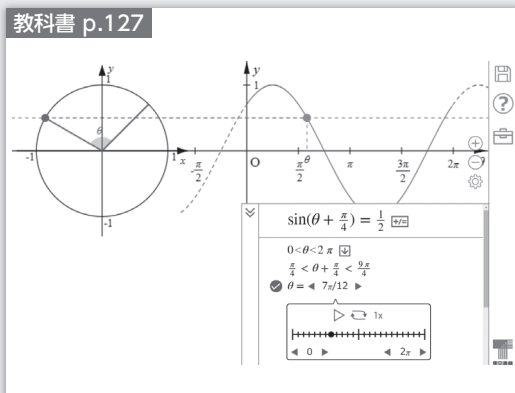 教科書 p.127
y
1
θ
-1
1 x
-1
y
1
-π/2
O
π/2 θ
π
3π/2
2π
θ
sin(θ + π/4) = 1/2 +/=
0<θ<2π
π/4 < θ + π/4 < 9π/4
θ = ◀ 7π/12 ▶
1x
◀ 0 ▶ ◀ 2π ▶